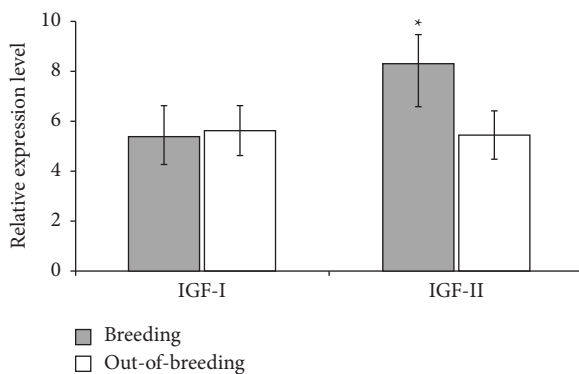 10
8
6
4
2
0
Relative expression level
*
IGF-I
IGF-II
Breeding
Out-of-breeding